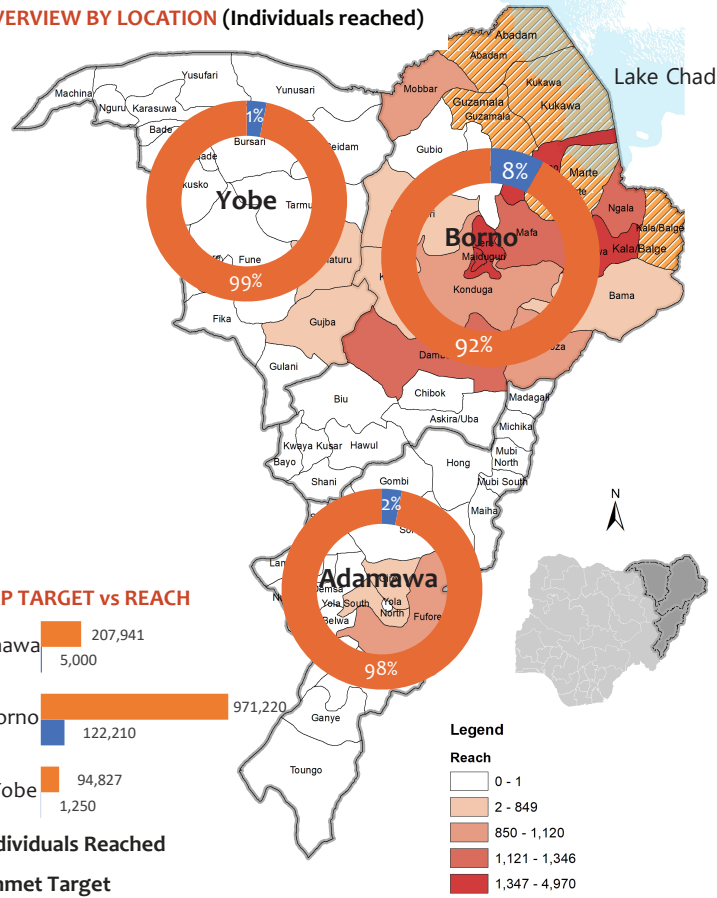 VERVIEW BY LOCATION (Individuals reached)
Abadam
Abadam
Lake Chad
Yusufari
Machina
Yunusari
Mobbar
Kukawa
Nguru
Karasuwa
Guzamala
Kukawa
Guzamala
1%
Bade
Bursari
Gubio
8%
Marte
Yobe
Tarmu
Ngala
Borno
Mafa
Kala/Balge
Kala/Balge
Maiduguri
Fune
99%
Konduga
Bama
Fika
Gujba
92%
Gulani
Biu
Chibok
Madagali
Askira/Uba
Michika
Kwaya Kusar
Hawul
Mubi
North
Bayo
Hong
Shani
Gombi
Mubi South
N
2%
Maiha
Adamawa
P TARGET vs REACH
Yola South
Yola
North
Fufore
Belwa
awa
207,941
5,000
98%
orno
971,220
122,210
Ganye
Legend
Reach
Toungo
0 - 1
obe
94,827
1,250
2 - 849
850 - 1,120
dividuals Reached
1,121 - 1,346
nmet Target
1,347 - 4,970